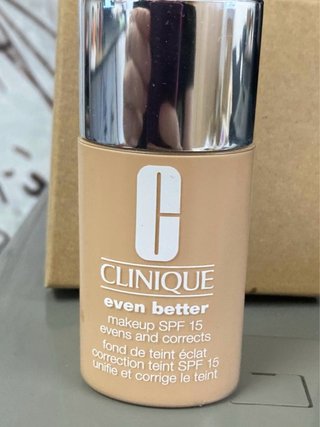 C
CLINIQUE
even better
makeup SPF 15
evens and corrects
fond de teint éclat
correction teint SPF 15
unifie et corrige le teint